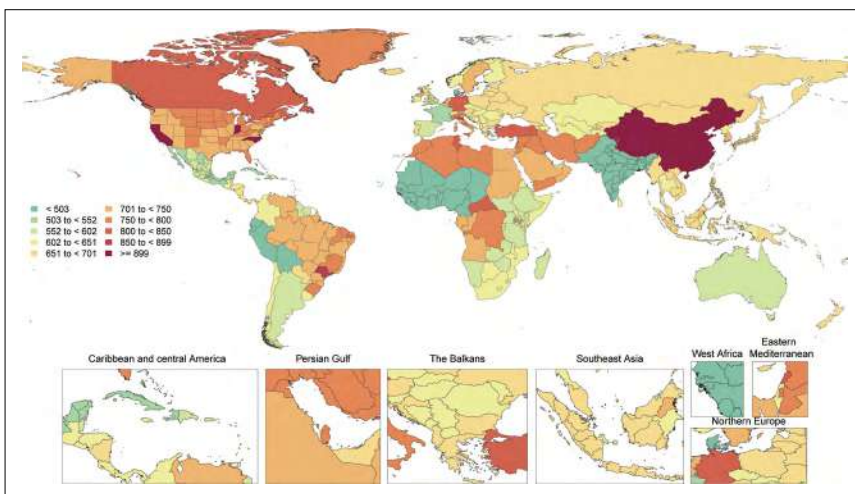 < 503
503 to < 552
552 to < 602
602 to < 651
651 to < 701
701 to < 750
750 to < 800
800 to < 850
850 to < 899
>= 899
Caribbean and central America
Persian Gulf
The Balkans
Southeast Asia
West Africa
Eastern
Mediterranean
Northern Europe